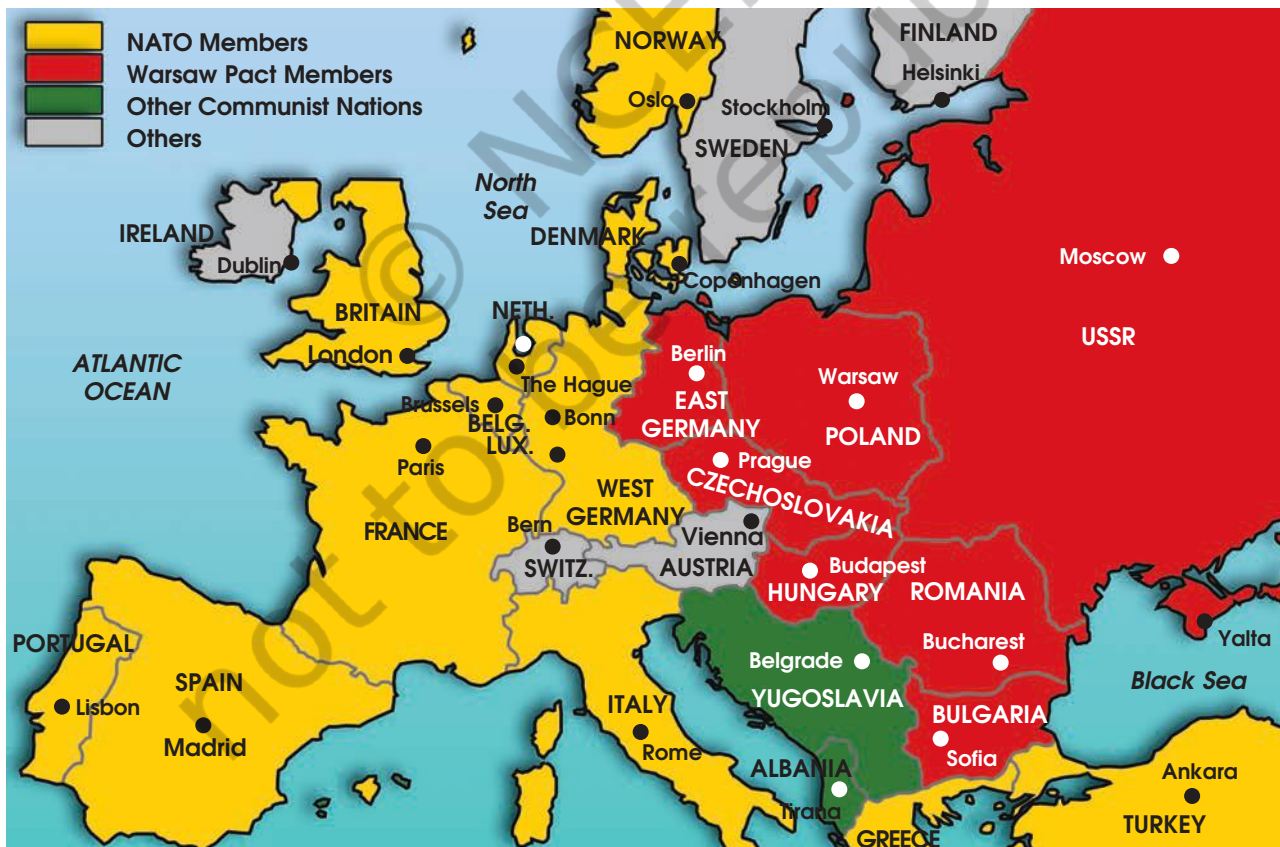 NATO Members
Warsaw Pact Members
Other Communist Nations
Others
NORWAY
Oslo
FINLAND
Helsinki
Stockholm
SWEDEN
North
Sea
IRELAND
Dublin
DENMARK
Copenhagen
Moscow
BRITAIN
NETH.
USSR
London
ATLANTIC
OCEAN
The Hague
Berlin
EAST
GERMANY
Warsaw
POLAND
Brussels
BELG.
LUX.
Bonn
Paris
Prague
CZECHOSLOVAKIA
WEST
GERMANY
FRANCE
Bern
SWITZ.
Vienna
AUSTRIA
Budapest
HUNGARY
ROMANIA
Bucharest
Yalta
Black Sea
PORTUGAL
Lisbon
SPAIN
Madrid
ITALY
Rome
Belgrade
YUGOSLAVIA
BULGARIA
Sofia
ALBANIA
Tirana
GREECE
Ankara
TURKEY
©
not to be